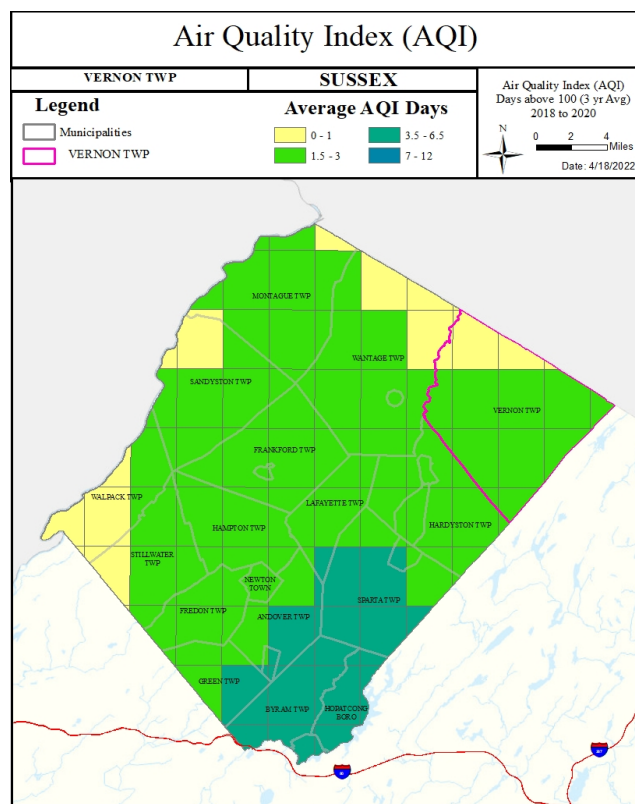 Air Quality Index (AQI)
VERNON TWP
SUSSEX
Legend
Municipalities
VERNON TWP
Average AQI Days
0 - 1
3.5 - 6.5
1.5 - 3
7 - 12
Air Quality Index (AQI)
Days above 100 (3 yr Avg)
2018 to 2020
N
0 2 4
Miles
Date: 4/18/2022
MONTAGUE TWP
WANTAGE TWP
SANDYSTON TWP
VERNON TWP
FRANKFORD TWP
WALPACK TWP
LAFAYETTE TWP
HAMPTON TWP
HARDYSTON TWP
STILLWATER
TWP
NEWTON
TOWN
SPARTA TWP
FREDON TWP
ANDOVER TWP
GREEN TWP
BYRAM TWP
HOPATCONG
BORO